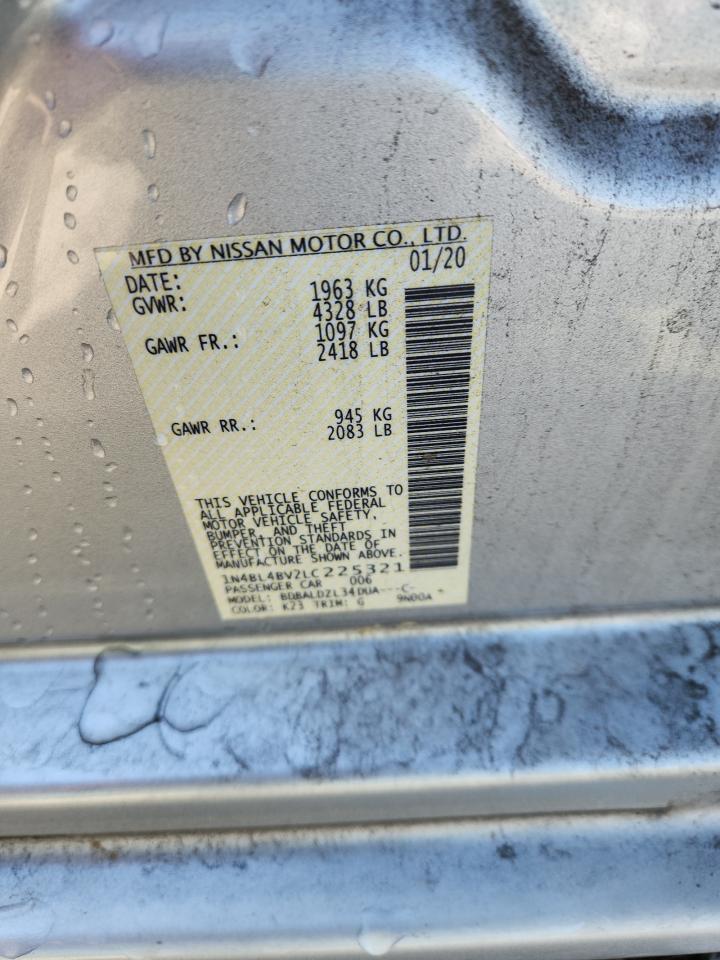 MFD BY NISSAN MOTOR CO., LTD.
DATE: 01/20
GVWR: 1963 KG
4328 LB
GAWR FR.: 1097 KG
2418 LB
GAWR RR.: 945 KG
2083 LB
THIS VEHICLE CONFORMS TO
ALL APPLICABLE FEDERAL
MOTOR VEHICLE SAFETY,
BUMPER, AND THEFT
PREVENTION STANDARDS IN
EFFECT ON THE DATE OF
MANUFACTURE SHOWN ABOVE.
1N4BL4BV2LC225321
PASSENGER CAR 006
MODEL: BDBALDZL34DUA---C-
COLOR: K23 TRIM: G 9N00A *